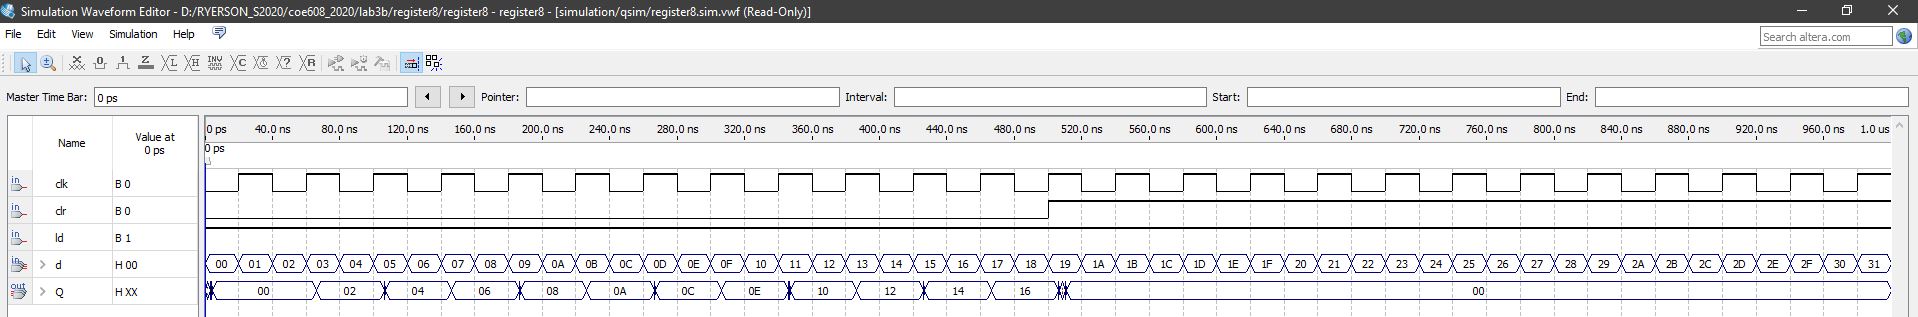 Simulation Waveform Editor - D:/RYERSON_S2020/coe608_2020/lab3b/register8/register8 - register8 - [simulation/qsim/register8.sim.vwf (Read-Only)]
File Edit View Simulation Help
Search altera.com
Master Time Bar: 0 ps Pointer: Interval: Start: End:
Name Value at 0 ps
0 ps 40.0 ns 80.0 ns 120.0 ns 160.0 ns 200.0 ns 240.0 ns 280.0 ns 320.0 ns 360.0 ns 400.0 ns 440.0 ns 480.0 ns 520.0 ns 560.0 ns 600.0 ns 640.0 ns 680.0 ns 720.0 ns 760.0 ns 800.0 ns 840.0 ns 880.0 ns 920.0 ns 960.0 ns 1.0 us
0 ps
in clk B 0
in clr B 0
in ld B 1
in d H 00 00 01 02 03 04 05 06 07 08 09 0A 0B 0C 0D 0E 0F 10 11 12 13 14 15 16 17 18 19 1A 1B 1C 1D 1E 1F 20 21 22 23 24 25 26 27 28 29 2A 2B 2C 2D 2E 2F 30 31
out Q H XX 00 02 04 06 08 0A 0C 0E 10 12 14 16 00